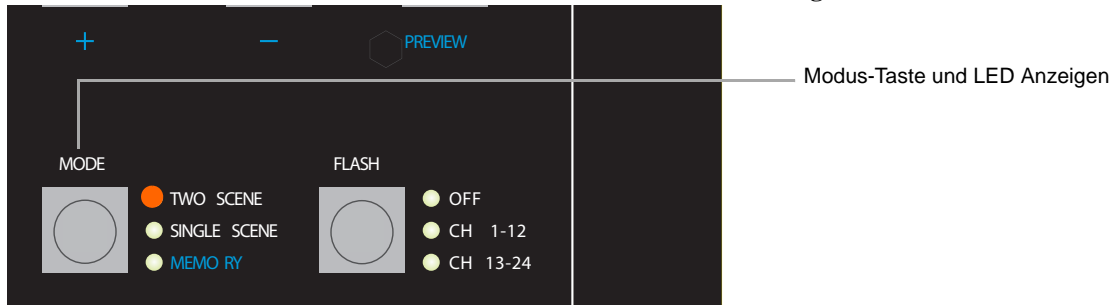 + − PREVIEW
Modus-Taste und LED Anzeigen
MODE FLASH
TWO SCENE OFF
SINGLE SCENE CH 1-12
MEMO RY CH 13-24